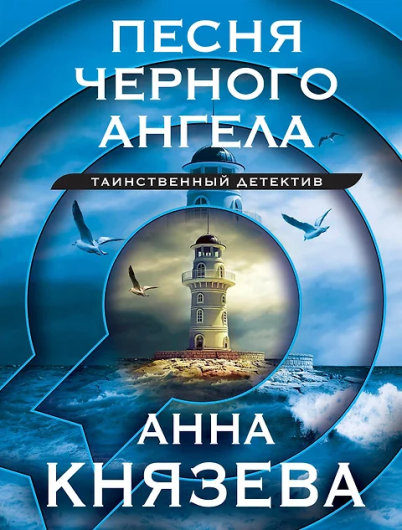 ПЕСНЯ
ЧЕРНОГО
АНГЕЛА
ТАИНСТВЕННЫЙ ДЕТЕКТИВ
АННА
КНЯЗЕВА